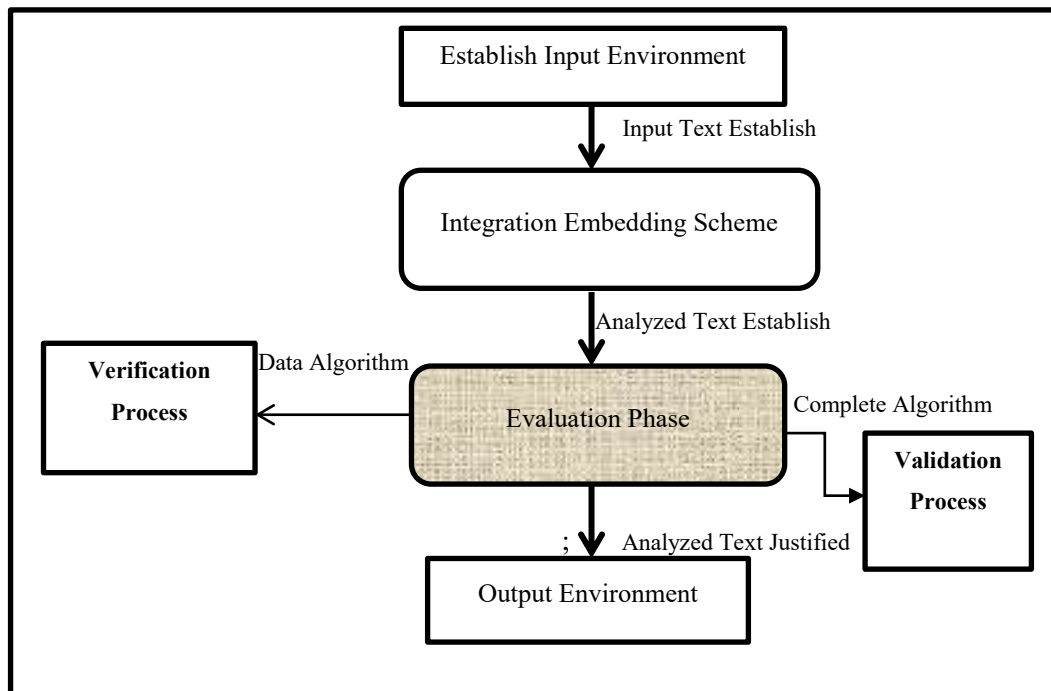 Establish Input Environment
Input Text Establish
Integration Embedding Scheme
Analyzed Text Establish
Verification
Process
Data Algorithm
Evaluation Phase
Complete Algorithm
Validation
Process
; Analyzed Text Justified
Output Environment